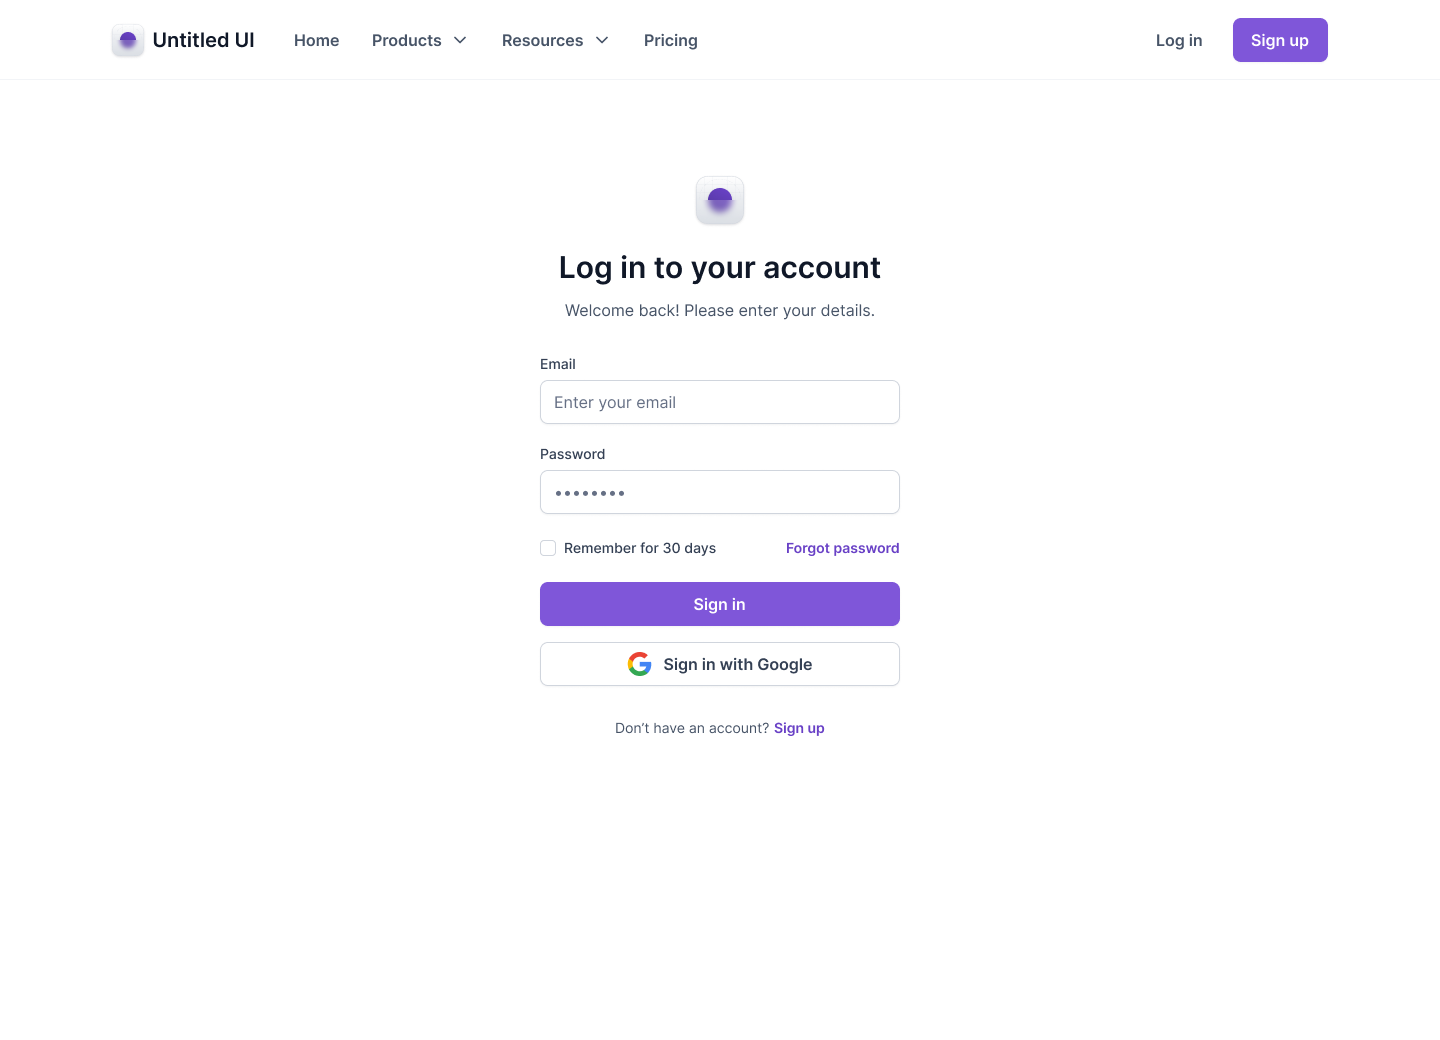 Untitled UI Home Products Resources Pricing Log in Sign up
Log in to your account
Welcome back! Please enter your details.
Email
Enter your email
Password
••••••••
Remember for 30 days Forgot password
Sign in
Sign in with Google
Don’t have an account? Sign up